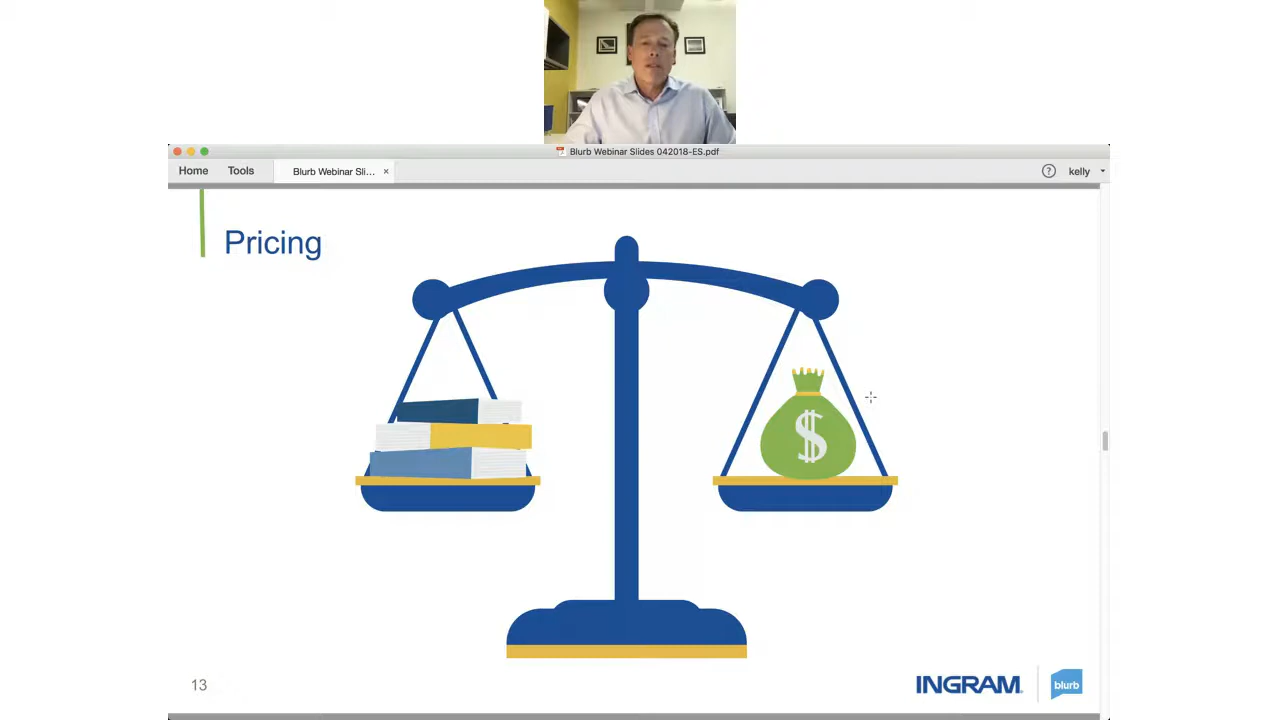 Blurb Webinar Slides 042018-ES.pdf
Home Tools Blurb Webinar Sli... × ? kelly
Pricing
$
13 INGRAM blurb